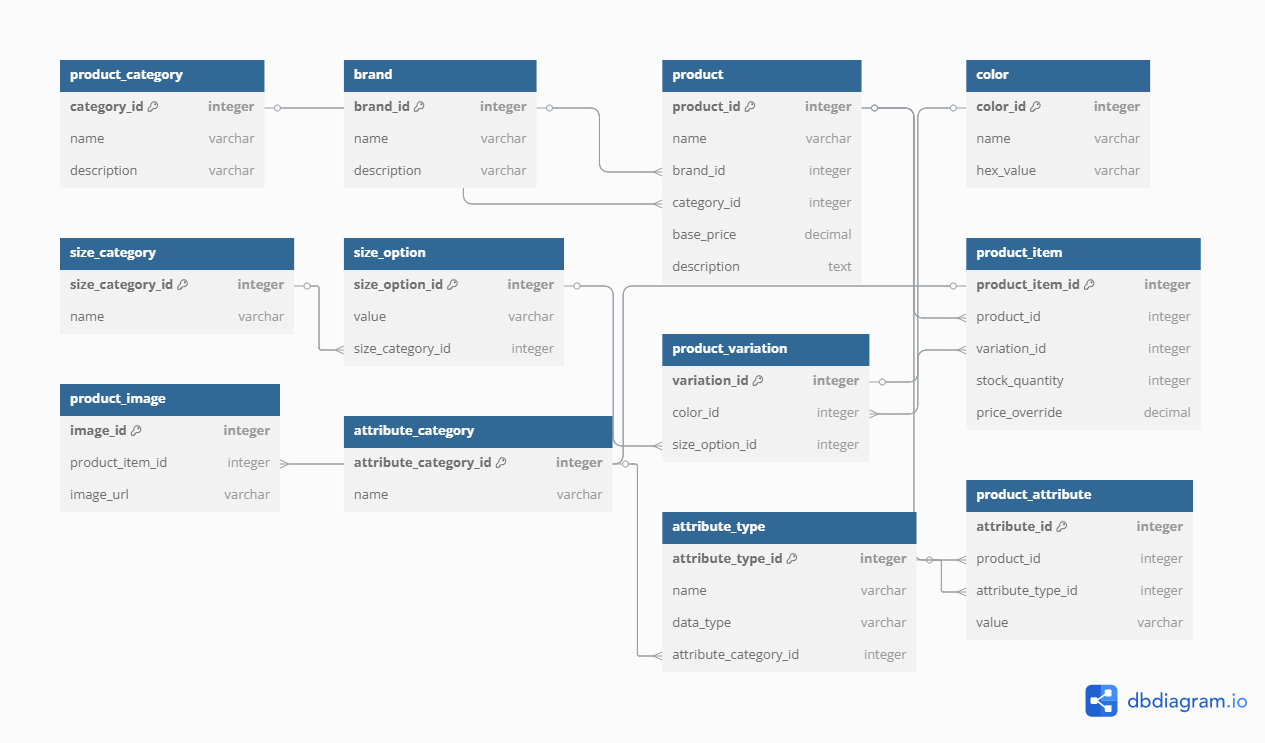 product_category
category_id integer
name varchar
description varchar
brand
brand_id integer
name varchar
description varchar
product
product_id integer
name varchar
brand_id integer
category_id integer
base_price decimal
description text
color
color_id integer
name varchar
hex_value varchar
size_category
size_category_id integer
name varchar
size_option
size_option_id integer
value varchar
size_category_id integer
product_item
product_item_id integer
product_id integer
variation_id integer
stock_quantity integer
price_override decimal
product_variation
variation_id integer
color_id integer
size_option_id integer
product_image
image_id integer
product_item_id integer
image_url varchar
attribute_category
attribute_category_id integer
name varchar
attribute_type
attribute_type_id integer
name varchar
data_type varchar
attribute_category_id integer
product_attribute
attribute_id integer
product_id integer
attribute_type_id integer
value varchar
dbdiagram.io